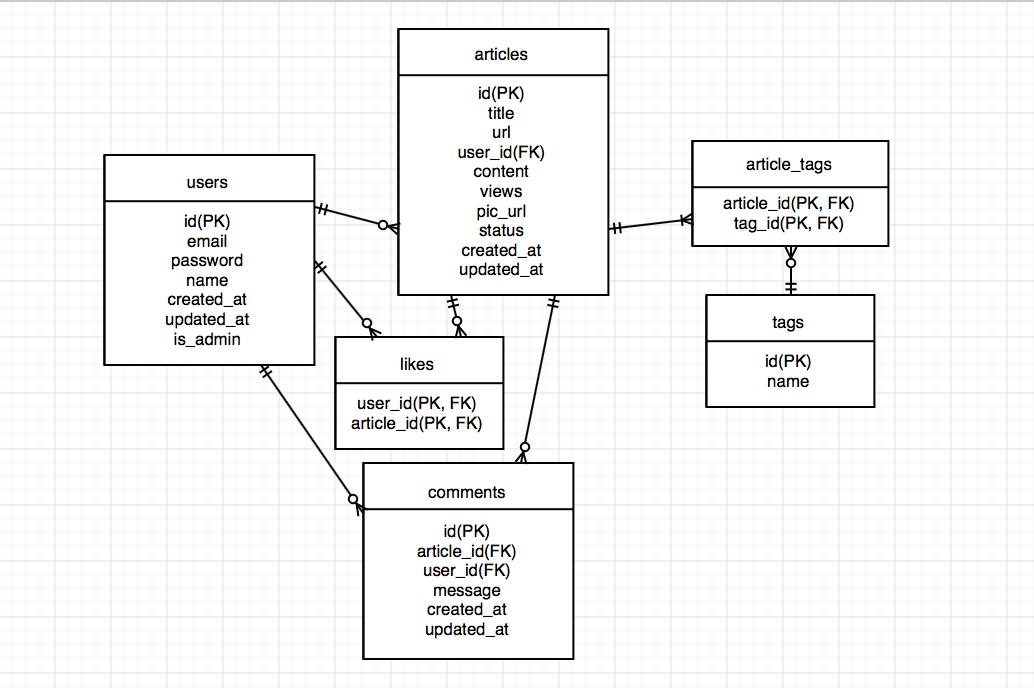 articles
id(PK)
title
url
user_id(FK)
content
views
pic_url
status
created_at
updated_at
users
id(PK)
email
password
name
created_at
updated_at
is_admin
article_tags
article_id(PK, FK)
tag_id(PK, FK)
tags
id(PK)
name
likes
user_id(PK, FK)
article_id(PK, FK)
comments
id(PK)
article_id(FK)
user_id(FK)
message
created_at
updated_at